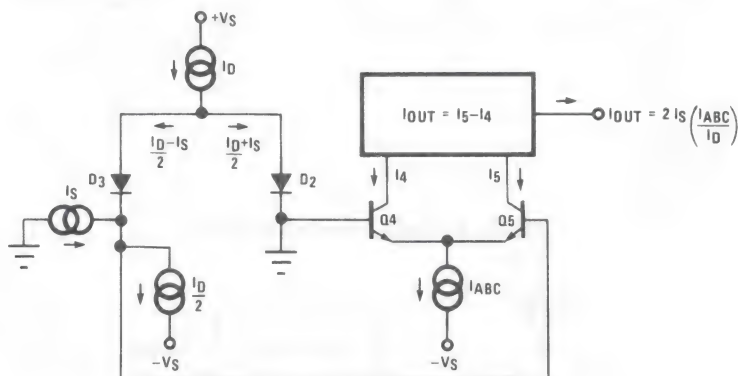 +VS
ID
IOUT = I5-I4
IOUT = 2 IS (IABC/ID)
ID/2 -IS
ID/2 +IS
D3
D2
I4
I5
IS
Q4
Q5
ID/2
IABC
-VS
-VS